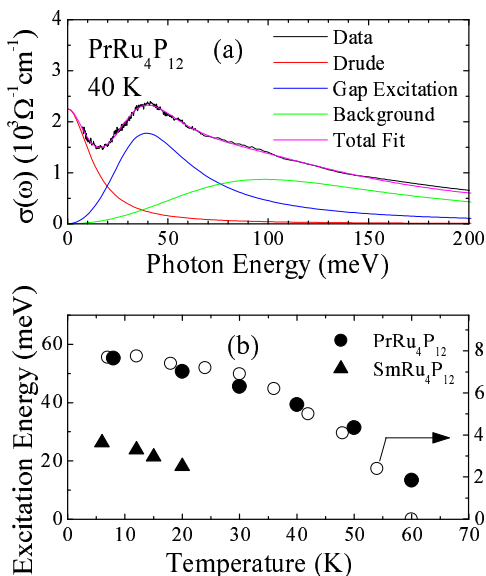 PrRu₄P₁₂ (a)
40 K
Data
Drude
Gap Excitation
Background
Total Fit
σ(ω) (10³Ω⁻¹cm⁻¹)
4
3
2
1
0
0 50 100 150 200
Photon Energy (meV)
(b)
PrRu₄P₁₂
SmRu₄P₁₂
Excitation Energy (meV)
60
40
20
0
8
6
4
2
0
0 10 20 30 40 50 60 70
Temperature (K)